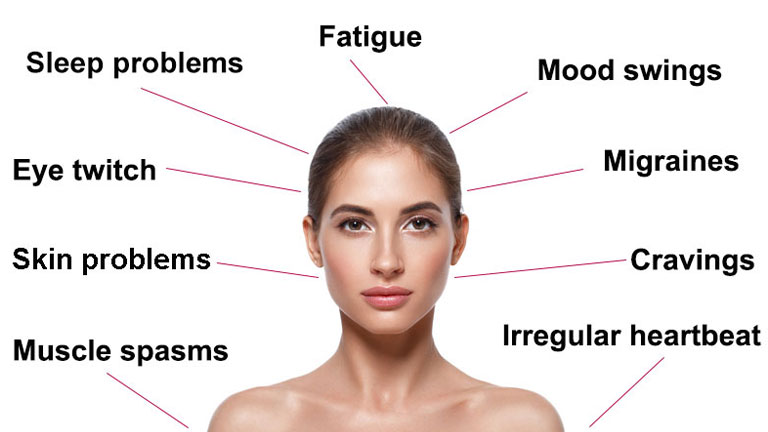 Fatigue
Sleep problems
Mood swings
Eye twitch
Migraines
Skin problems
Cravings
Irregular heartbeat
Muscle spasms